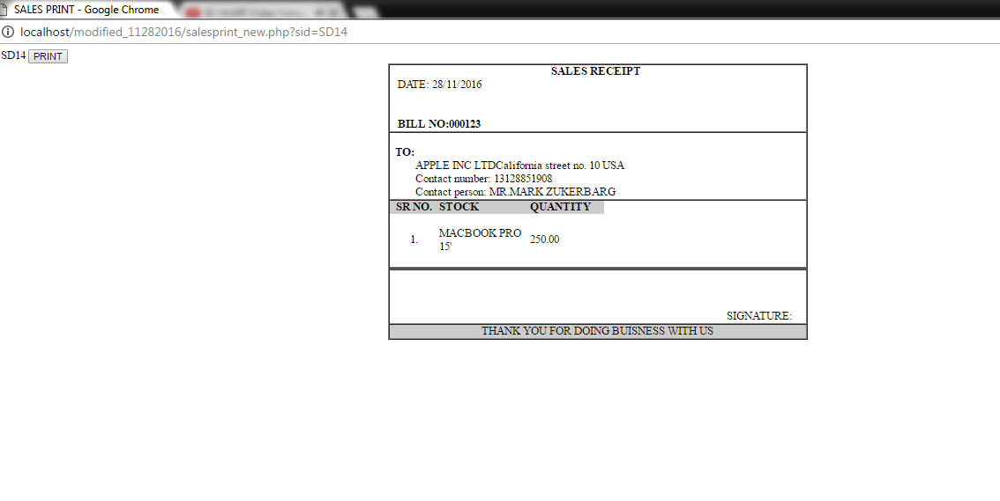 SALES PRINT - Google Chrome
localhost/modified_11282016/salesprint_new.php?sid=SD14
SD14 PRINT
SALES RECEIPT
DATE: 28/11/2016
BILL NO:000123
TO:
APPLE INC LTDCalifornia street no. 10 USA
Contact number: 13128851908
Contact person: MR.MARK ZUKERBARG
SR NO. STOCK QUANTITY
1. MACBOOK PRO 250.00
15'
SIGNATURE:
THANK YOU FOR DOING BUISNESS WITH US